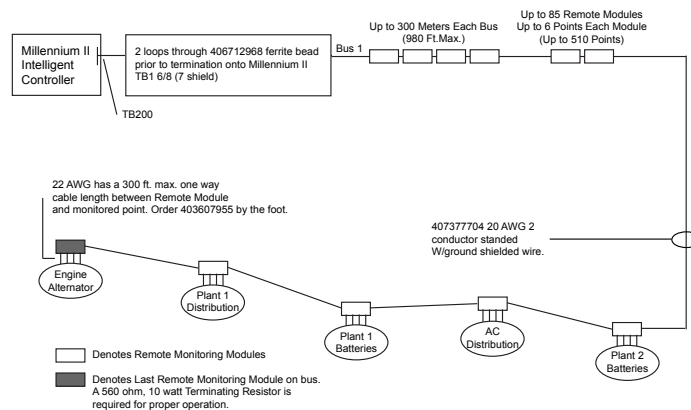 Millennium II
Intelligent
Controller
2 loops through 406712968 ferrite bead
prior to termination onto Millennium II
TB1 6/8 (7 shield)
TB200
Bus 1
Up to 300 Meters Each Bus
(980 Ft.Max.)
Up to 85 Remote Modules
Up to 6 Points Each Module
(Up to 510 Points)
22 AWG has a 300 ft. max. one way
cable length between Remote Module
and monitored point. Order 403607955 by the foot.
407377704 20 AWG 2
conductor standed
W/ground shielded wire.
Engine
Alternator
Plant 1
Distribution
Plant 1
Batteries
AC
Distribution
Plant 2
Batteries
Denotes Remote Monitoring Modules
Denotes Last Remote Monitoring Module on bus.
A 560 ohm, 10 watt Terminating Resistor is
required for proper operation.